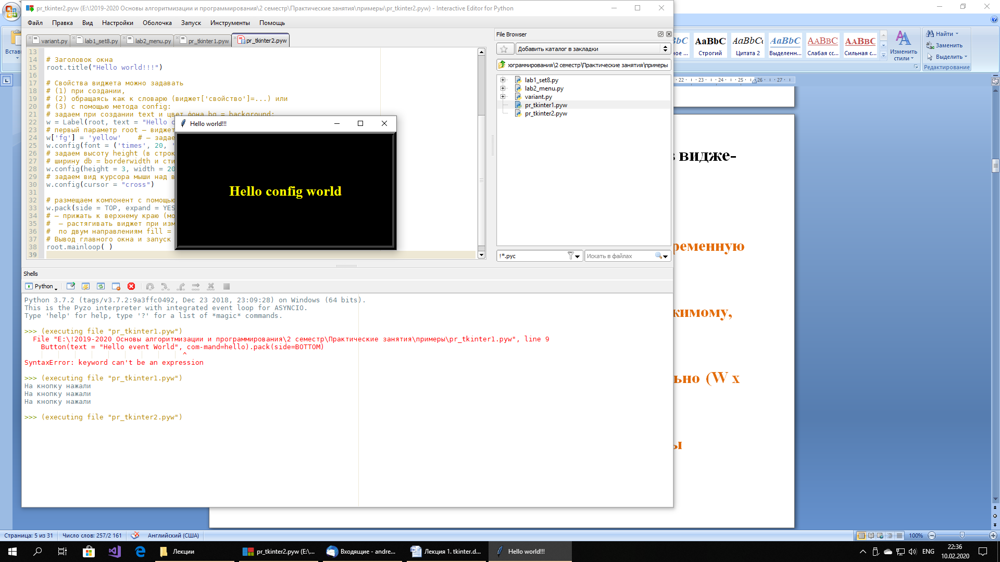 pr_tkinter2.pyw (E:\!2019-2020 Основы алгоритмизации и программирования\2 семестр\Практические занятия\примеры\pr_tkinter2.pyw) - Interactive Editor for Python
Файл Правка Вид Настройки Оболочка Запуск Инструменты Помощь
variant.py lab1_set8.py lab2_menu.py pr_tkinter1.pyw pr_tkinter2.pyw
13
14 # Заголовок окна
15 root.title("Hello world!!!")
16
17 # Свойства виджета можно задавать
18 # (1) при создании,
19 # (2) обращаясь как к словарю (виджет['свойство']=...) или
20 # (3) с помощью метода config:
21 # задаем при создании text и цвет фона bg = background:
22 w = Label(root, text = "Hello c
23 # первый параметр root – виджет
24 w['fg'] = 'yellow' # – задае
25 w.config(font = ('times', 20, '
26 # задаем высоту height (в строк
27 # ширину db = borderwidth и сти
28 w.config(height = 3, width = 20
29 # задаем вид курсора мыши над в
30 w.config(cursor = "cross")
31
32 # размещаем компонент с помощью
33 w.pack(side = TOP, expand = YES
34 # – прижать к верхнему краю (мо
35 # – растягивать виджет при изм
36 # по двум направлениям fill =
37 # Вывод главного окна и запуск
38 root.mainloop( )
39
Hello world!!!
Hello config world
File Browser
Добавить каталог в закладки
рограммирования\2 семестр\Практические занятия\примеры
lab1_set8.py
lab2_menu.py
variant.py
pr_tkinter1.pyw
pr_tkinter2.pyw
!*.pyc Искать в файлах
Shells
Python
Python 3.7.2 (tags/v3.7.2:9a3ffc0492, Dec 23 2018, 23:09:28) on Windows (64 bits).
This is the Pyzo interpreter with integrated event loop for ASYNCIO.
Type 'help' for help, type '?' for a list of *magic* commands.
>>> (executing file "pr_tkinter1.pyw")
File "E:\!2019-2020 Основы алгоритмизации и программирования\2 семестр\Практические занятия\примеры\pr_tkinter1.pyw", line 9
Button(text = "Hello event World", com-mand=hello).pack(side=BOTTOM)
^
SyntaxError: keyword can't be an expression
>>> (executing file "pr_tkinter1.pyw")
На кнопку нажали
На кнопку нажали
На кнопку нажали
>>> (executing file "pr_tkinter2.pyw")
Встав
bC AaBbC AaBbCc AaBbC AaBbC AaBbC
ное ... Строгий Цитата 2 Выделенн... Слабая сс... Сильная с...
Изменить стили
Найти
Заменить
Выделить
Редактирование
22 23 24 25 26 27
в видже-
ременную
жимому,
ьно (W x
ы
Страница: 5 из 31 Число слов: 257/2 161 Английский (США) 100%
Лекции pr_tkinter2.pyw (E:\... Входящие - andre... Лекция 1. tkinter.d... Hello world!!! ENG 22:36
10.02.2020